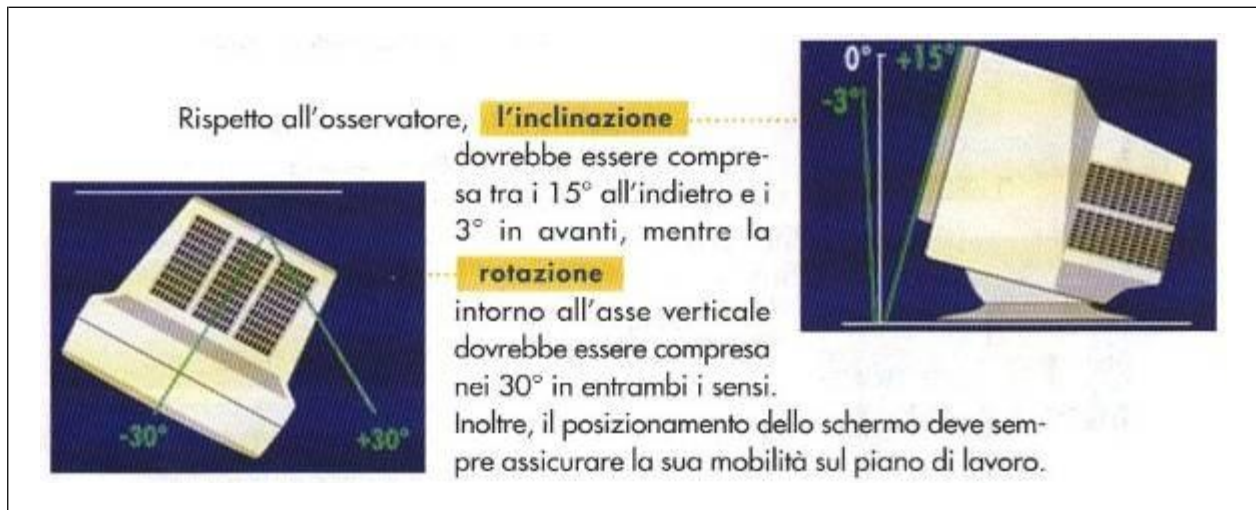 0° +15°
-3°
Rispetto all'osservatore, l'inclinazione
dovrebbe essere compre-
sa tra i 15° all'indietro e i
3° in avanti, mentre la
rotazione
intorno all'asse verticale
dovrebbe essere compresa
nei 30° in entrambi i sensi.
Inoltre, il posizionamento dello schermo deve sem-
pre assicurare la sua mobilità sul piano di lavoro.
-30° +30°